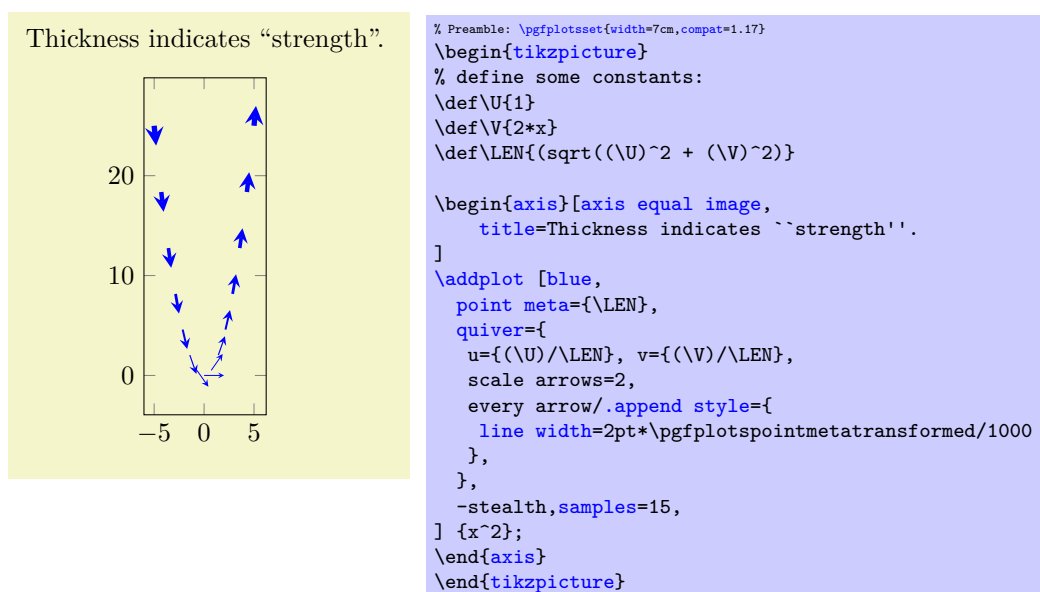 Thickness indicates “strength”.
20
10
0
−5 0 5
% Preamble: \pgfplotsset{width=7cm,compat=1.17}
\begin{tikzpicture}
% define some constants:
\def\U{1}
\def\V{2*x}
\def\LEN{(sqrt((\U)^2 + (\V)^2)}

\begin{axis}[axis equal image,
    title=Thickness indicates ``strength''.
]
\addplot [blue,
  point meta={\LEN},
  quiver={
   u={(\U)/\LEN}, v={(\V)/\LEN},
   scale arrows=2,
   every arrow/.append style={
    line width=2pt*\pgfplotspointmetatransformed/1000
   },
  },
  -stealth,samples=15,
] {x^2};
\end{axis}
\end{tikzpicture}